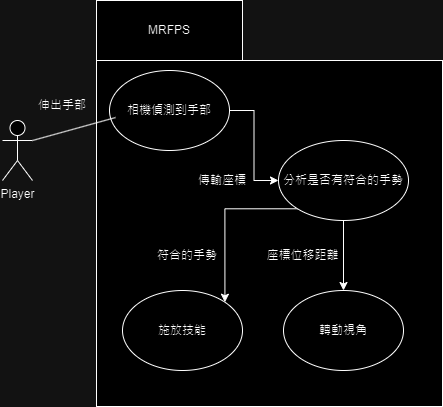 MRFPS
伸出手部
相機偵測到手部
Player
傳輸座標
分析是否有符合的手勢
符合的手勢
座標位移距離
施放技能
轉動視角